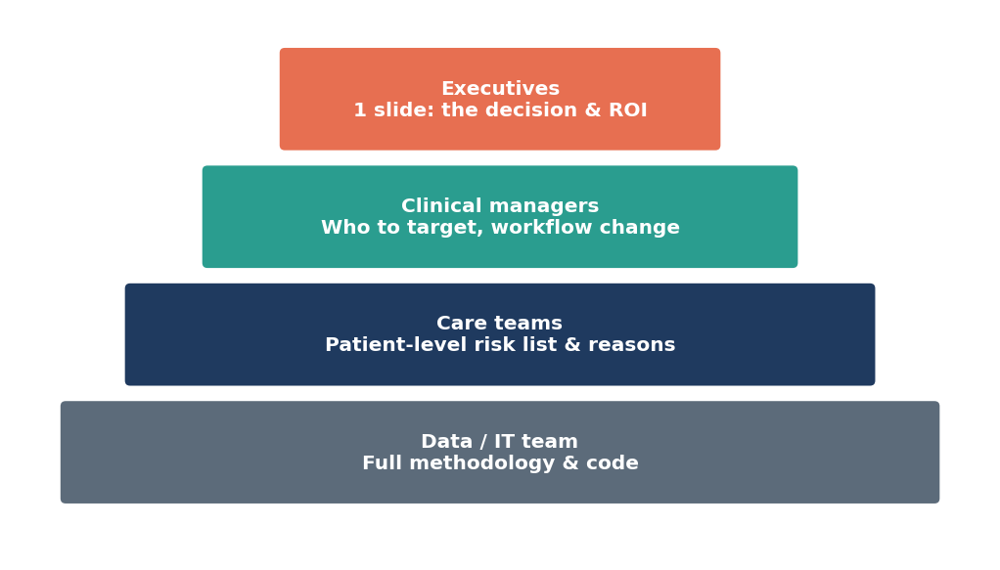 Executives
1 slide: the decision & ROI
Clinical managers
Who to target, workflow change
Care teams
Patient-level risk list & reasons
Data / IT team
Full methodology & code